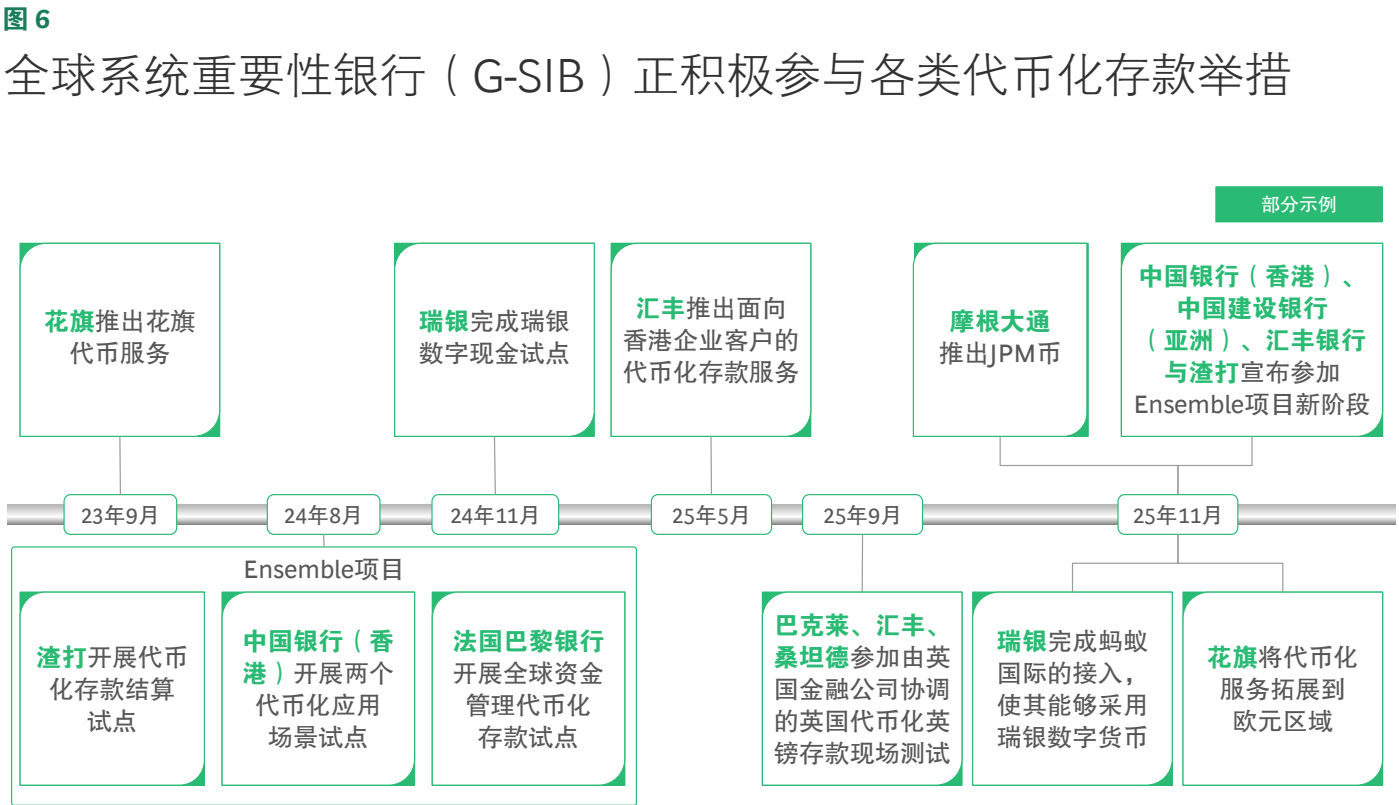 图 6
全球系统重要性银行（G-SIB）正积极参与各类代币化存款举措
部分示例
花旗推出花旗
代币服务
瑞银完成瑞银
数字现金试点
汇丰推出面向
香港企业客户的
代币化存款服务
摩根大通
推出JPM币
中国银行（香港）、
中国建设银行
（亚洲）、汇丰银行
与渣打宣布参加
Ensemble项目新阶段
23年9月
24年8月
24年11月
25年5月
25年9月
25年11月
Ensemble项目
渣打开展代币
化存款结算
试点
中国银行（香
港）开展两个
代币化应用
场景试点
法国巴黎银行
开展全球资金
管理代币化
存款试点
巴克莱、汇丰、
桑坦德参加由英
国金融公司协调
的英国代币化英
镑存款现场测试
瑞银完成蚂蚁
国际的接入，
使其能够采用
瑞银数字货币
花旗将代币化
服务拓展到
欧元区域